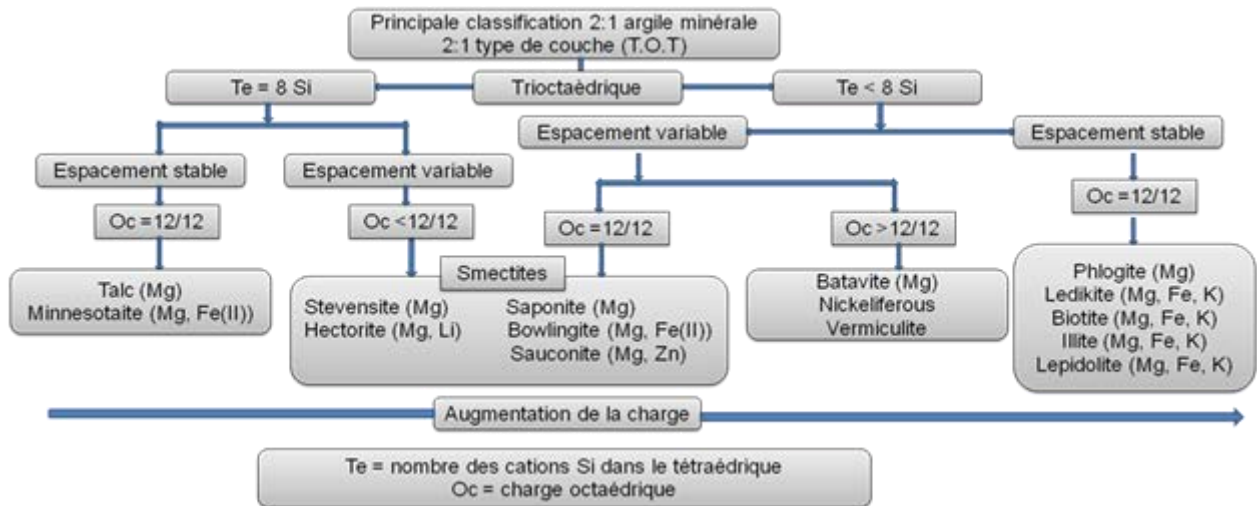 Principale classification 2:1 argile minérale
2:1 type de couche (T.O.T)
Te = 8 Si
Trioctaèdrique
Te < 8 Si
Espacement variable
Espacement stable
Espacement stable
Espacement variable
Oc =12/12
Oc =12/12
Oc <12/12
Oc =12/12
Oc >12/12
Smectites
Talc (Mg)
Minnesotaite (Mg, Fe(II))
Stevensite (Mg)
Hectorite (Mg, Li)
Saponite (Mg)
Bowlingite (Mg, Fe(II))
Sauconite (Mg, Zn)
Batavite (Mg)
Nickeliferous
Vermiculite
Phlogite (Mg)
Ledikite (Mg, Fe, K)
Biotite (Mg, Fe, K)
Illite (Mg, Fe, K)
Lepidolite (Mg, Fe, K)
Augmentation de la charge
Te = nombre des cations Si dans le tétraédrique
Oc = charge octaédrique